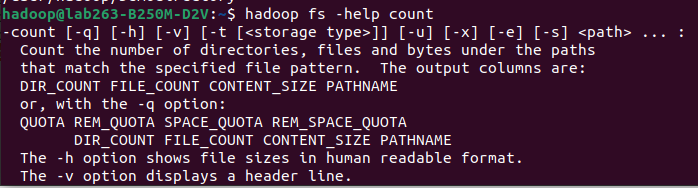 hadoop@lab263-B250M-D2V:~$ hadoop fs -help count
-count [-q] [-h] [-v] [-t [<storage type>]] [-u] [-x] [-e] [-s] <path> ... :
Count the number of directories, files and bytes under the paths
that match the specified file pattern.  The output columns are:
DIR_COUNT FILE_COUNT CONTENT_SIZE PATHNAME
or, with the -q option:
QUOTA REM_QUOTA SPACE_QUOTA REM_SPACE_QUOTA
DIR_COUNT FILE_COUNT CONTENT_SIZE PATHNAME
The -h option shows file sizes in human readable format.
The -v option displays a header line.